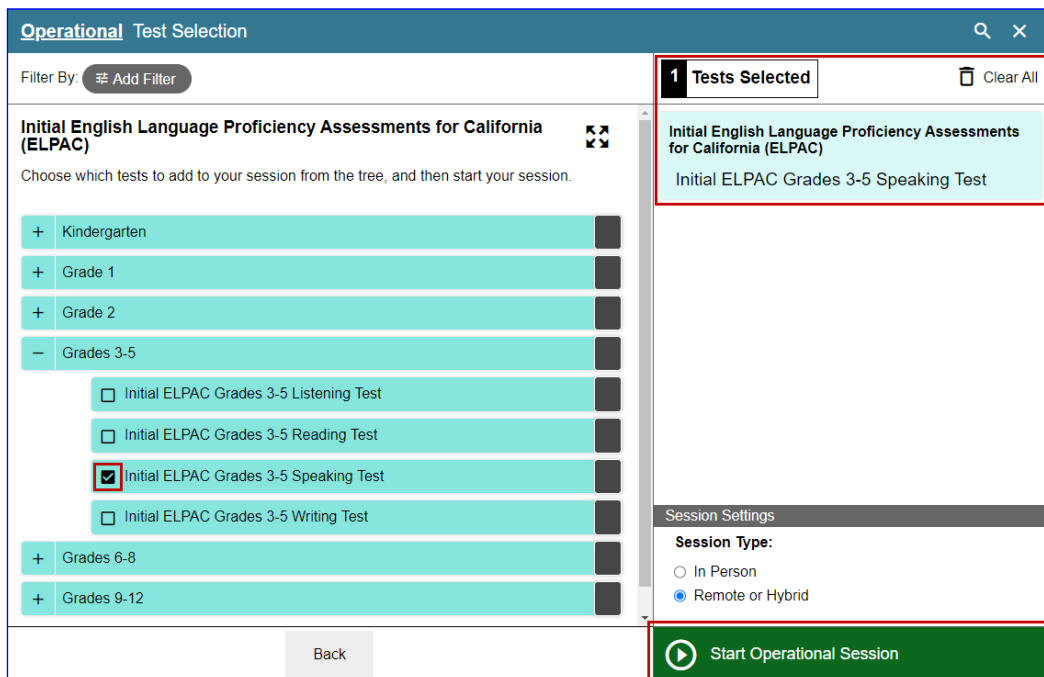 Operational Test Selection
Filter By: Add Filter
Initial English Language Proficiency Assessments for California
(ELPAC)
Choose which tests to add to your session from the tree, and then start your session.
+ Kindergarten
+ Grade 1
+ Grade 2
− Grades 3-5
Initial ELPAC Grades 3-5 Listening Test
Initial ELPAC Grades 3-5 Reading Test
Initial ELPAC Grades 3-5 Speaking Test
Initial ELPAC Grades 3-5 Writing Test
+ Grades 6-8
+ Grades 9-12
Back
1 Tests Selected
Clear All
Initial English Language Proficiency Assessments
for California (ELPAC)
Initial ELPAC Grades 3-5 Speaking Test
Session Settings
Session Type:
In Person
Remote or Hybrid
Start Operational Session